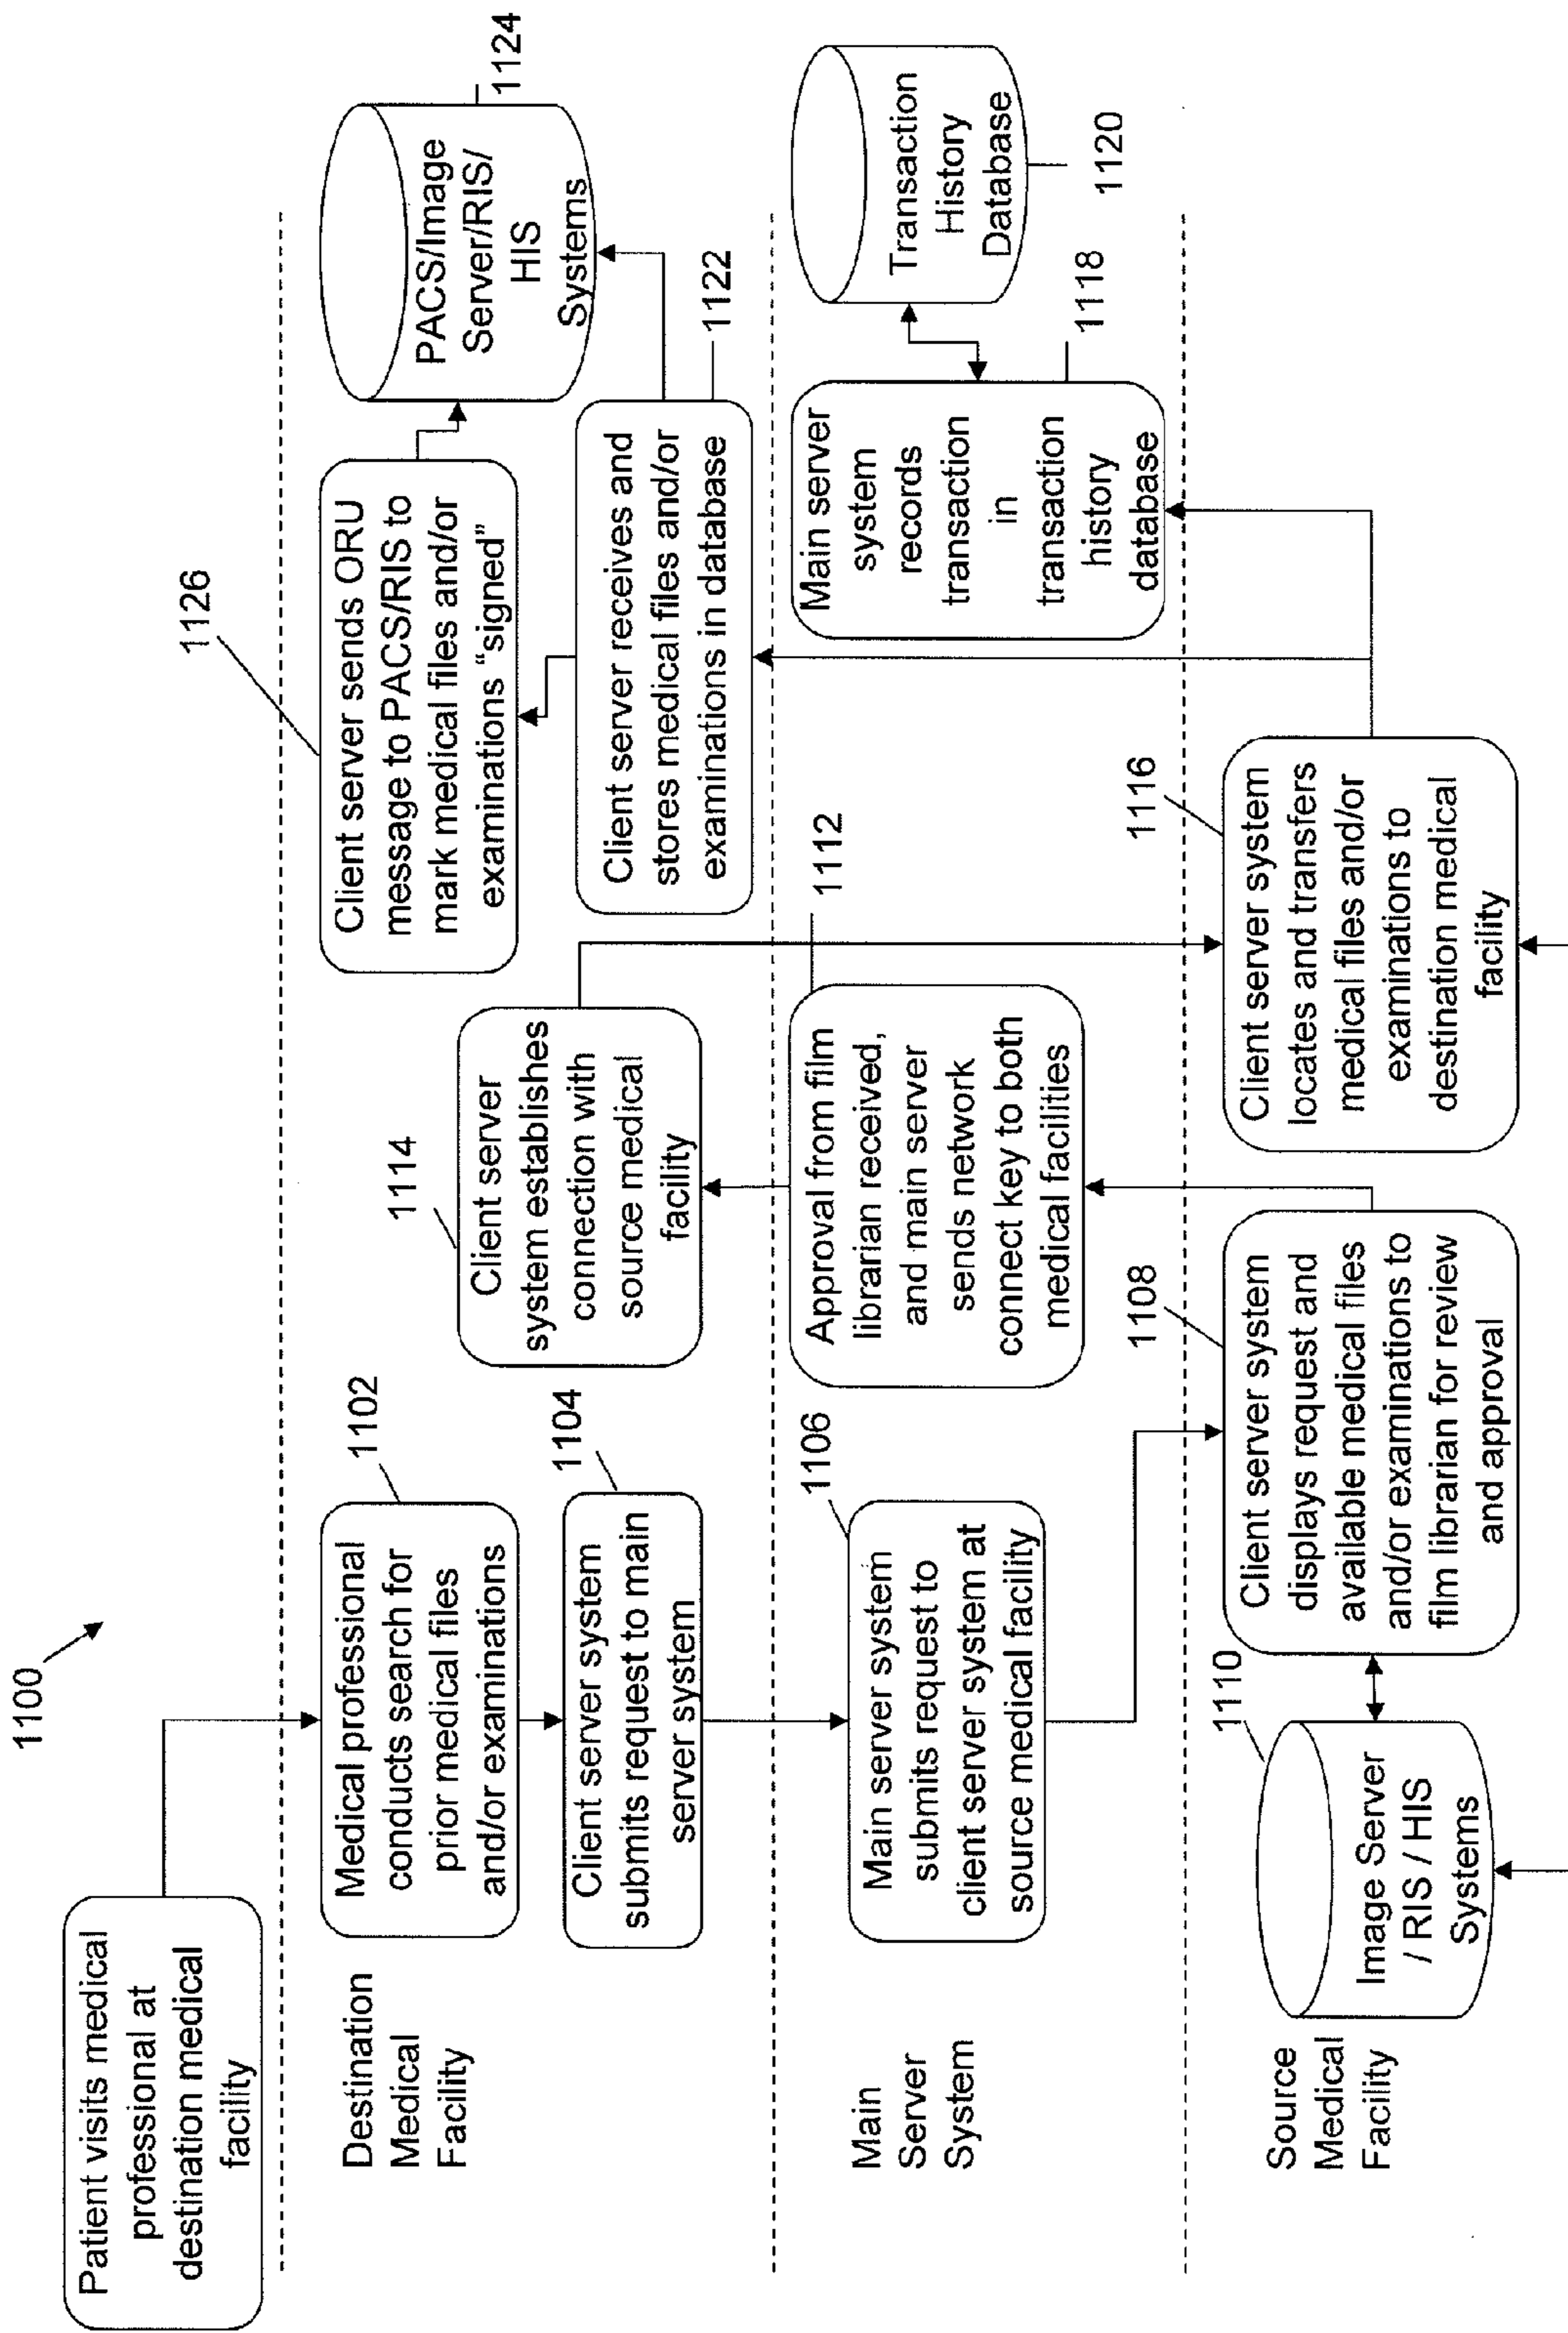 1100
Patient visits medical
professional at
destination medical
facility
Destination
Medical
Facility
1102
Medical professional
conducts search for
prior medical files
and/or examinations
1104
Client server system
submits request to main
server system
1114
Client server
system establishes
connection with
source medical
facility
1126
Client server sends ORU
message to PACS/RIS to
mark medical files and/or
examinations “signed”
1122
Client server receives and
stores medical files and/or
examinations in database
1124
PACS/Image
Server/RIS/
HIS
Systems
Main
Server
System
1106
Main server system
submits request to
client server system at
source medical facility
1112
Approval from film
librarian received,
and main server
sends network
connect key to both
medical facilities
1118
Main server
system
records
transaction
in
transaction
history
database
1120
Transaction
History
Database
Source
Medical
Facility
1110
Image Server
/ RIS / HIS
Systems
1108
Client server system
displays request and
available medical files
and/or examinations to
film librarian for review
and approval
1116
Client server system
locates and transfers
medical files and/or
examinations to
destination medical
facility